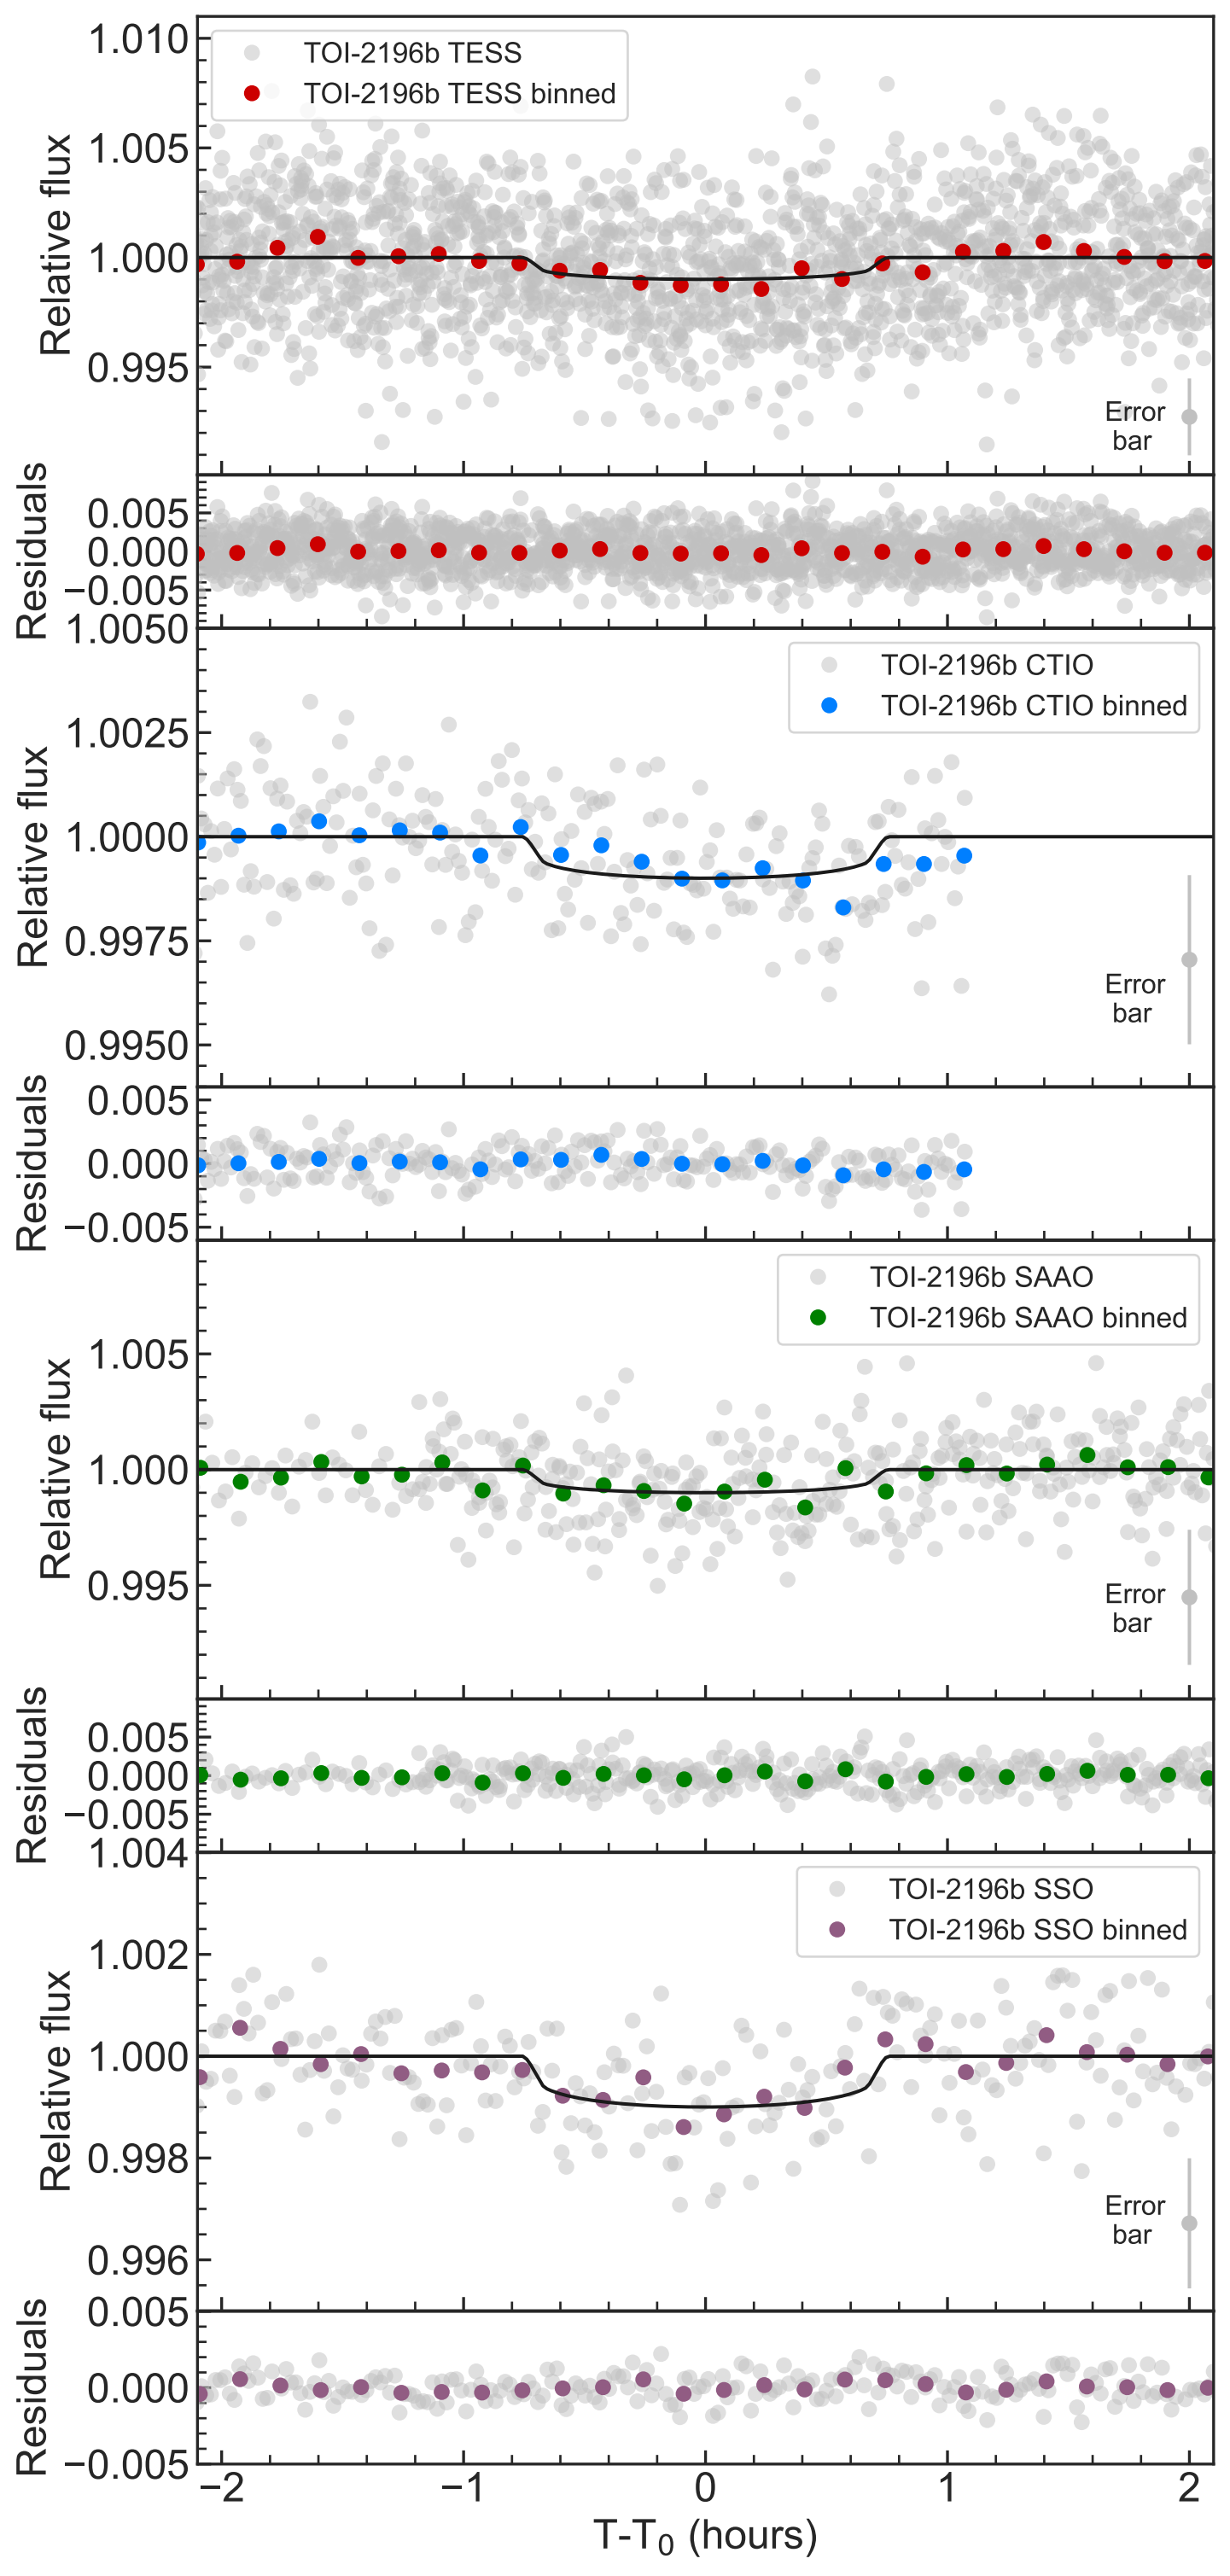 1.010
TOI-2196b TESS
TOI-2196b TESS binned
1.005
1.000
0.995
Relative flux
Error
bar
0.005
0.000
−0.005
Residuals
1.0050
TOI-2196b CTIO
TOI-2196b CTIO binned
1.0025
1.0000
0.9975
0.9950
Relative flux
Error
bar
0.005
0.000
−0.005
Residuals
TOI-2196b SAAO
TOI-2196b SAAO binned
1.005
1.000
0.995
Relative flux
Error
bar
0.005
0.000
−0.005
Residuals
1.004
TOI-2196b SSO
TOI-2196b SSO binned
1.002
1.000
0.998
0.996
Relative flux
Error
bar
0.005
0.000
−0.005
Residuals
−2 −1 0 1 2
T-T₀ (hours)